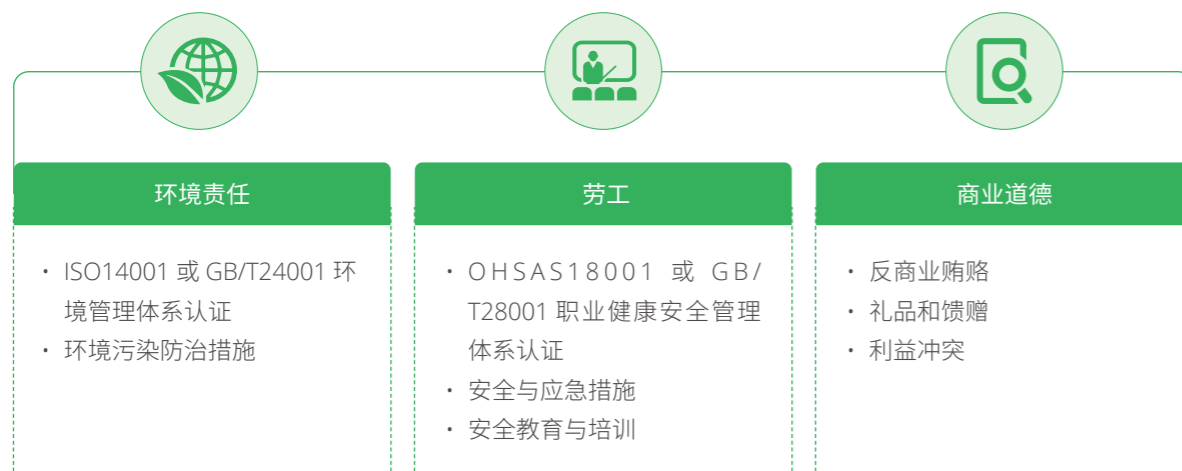 环境责任
· ISO14001 或 GB/T24001 环
境管理体系认证
· 环境污染防治措施
劳工
· OHSAS18001 或 GB/
T28001 职业健康安全管理
体系认证
· 安全与应急措施
· 安全教育与培训
商业道德
· 反商业贿赂
· 礼品和馈赠
· 利益冲突